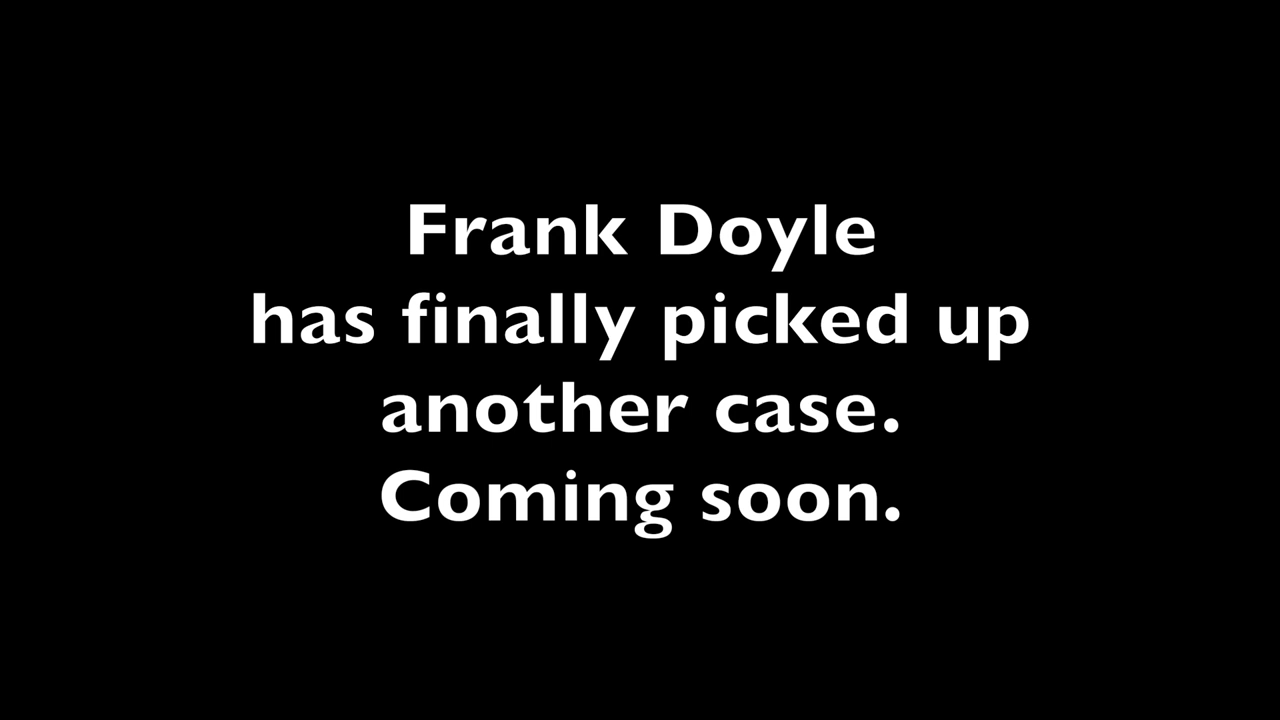 Frank Doyle
has finally picked up
another case.
Coming soon.